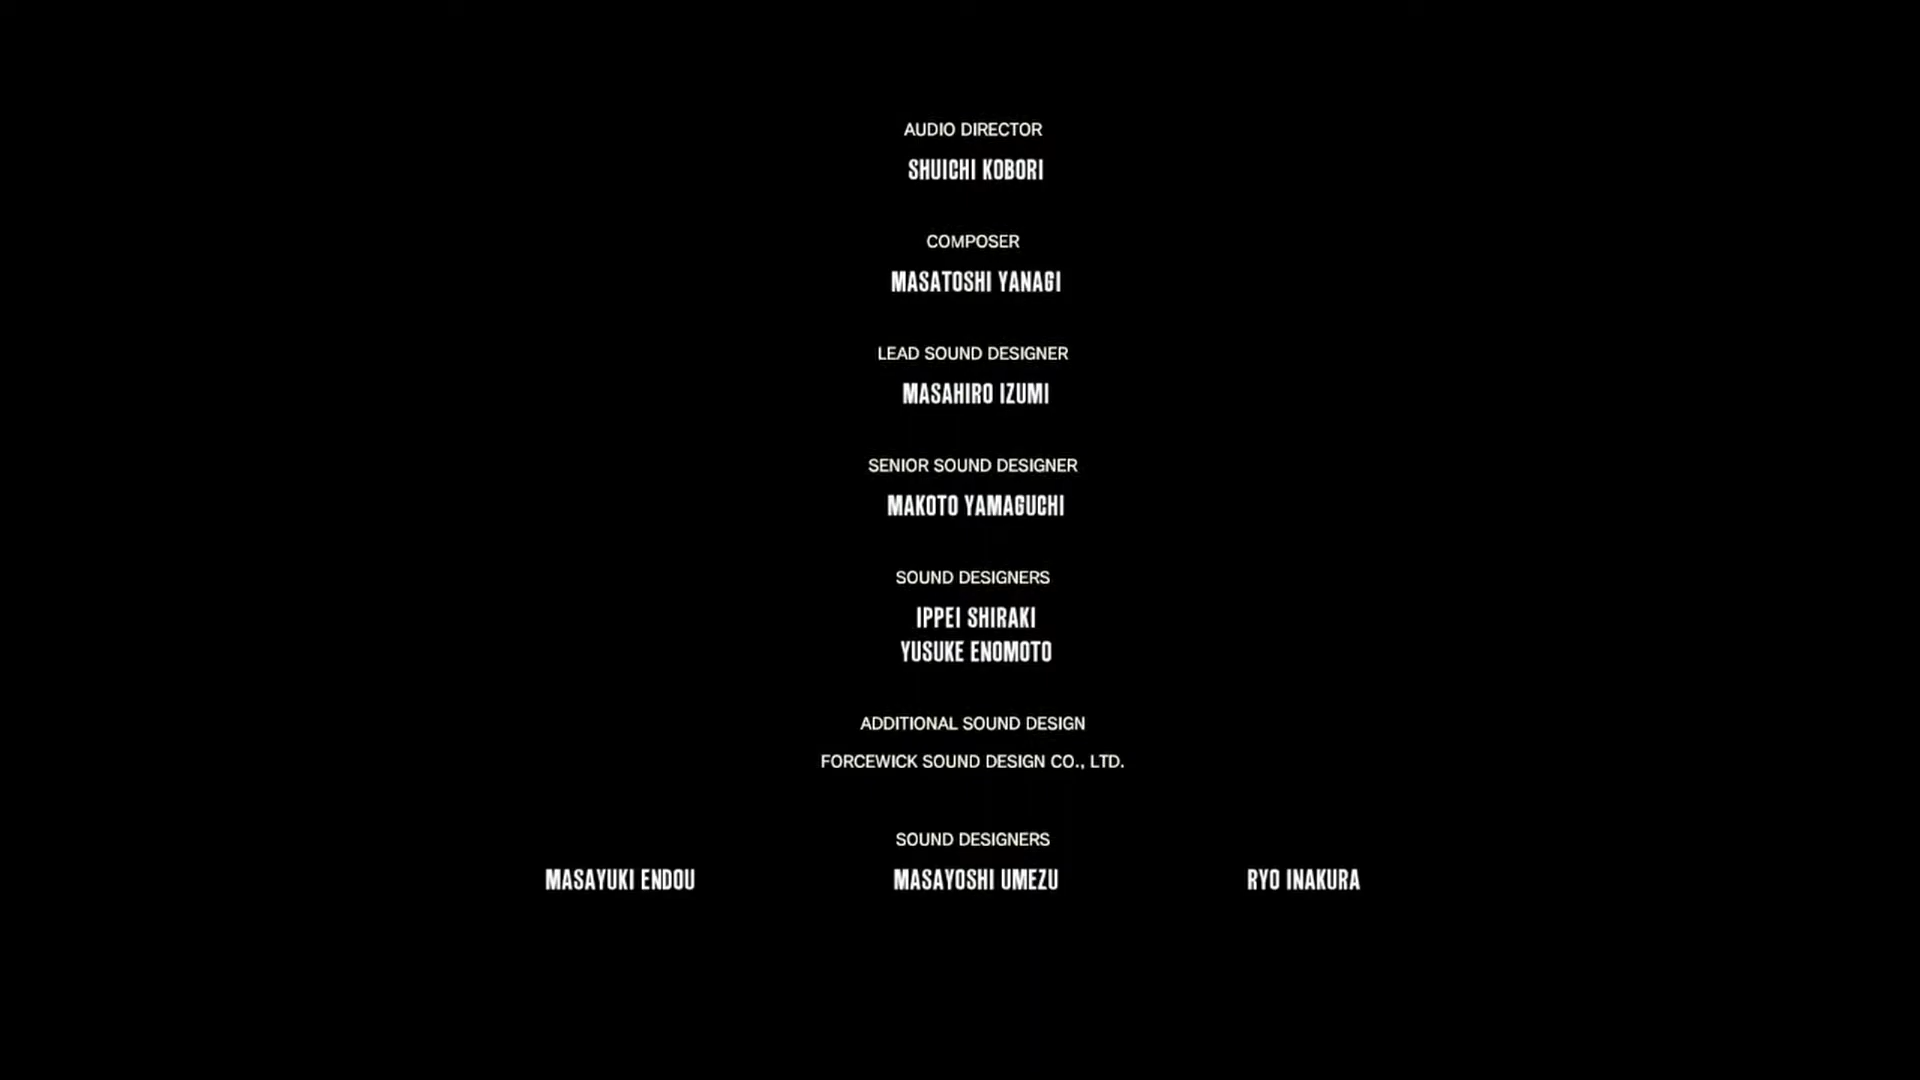 AUDIO DIRECTOR
SHUICHI KOBORI
COMPOSER
MASATOSHI YANAGI
LEAD SOUND DESIGNER
MASAHIRO IZUMI
SENIOR SOUND DESIGNER
MAKOTO YAMAGUCHI
SOUND DESIGNERS
IPPEI SHIRAKI
YUSUKE ENOMOTO
ADDITIONAL SOUND DESIGN
FORCEWICK SOUND DESIGN CO., LTD.
SOUND DESIGNERS
MASAYUKI ENDOU MASAYOSHI UMEZU RYO INAKURA